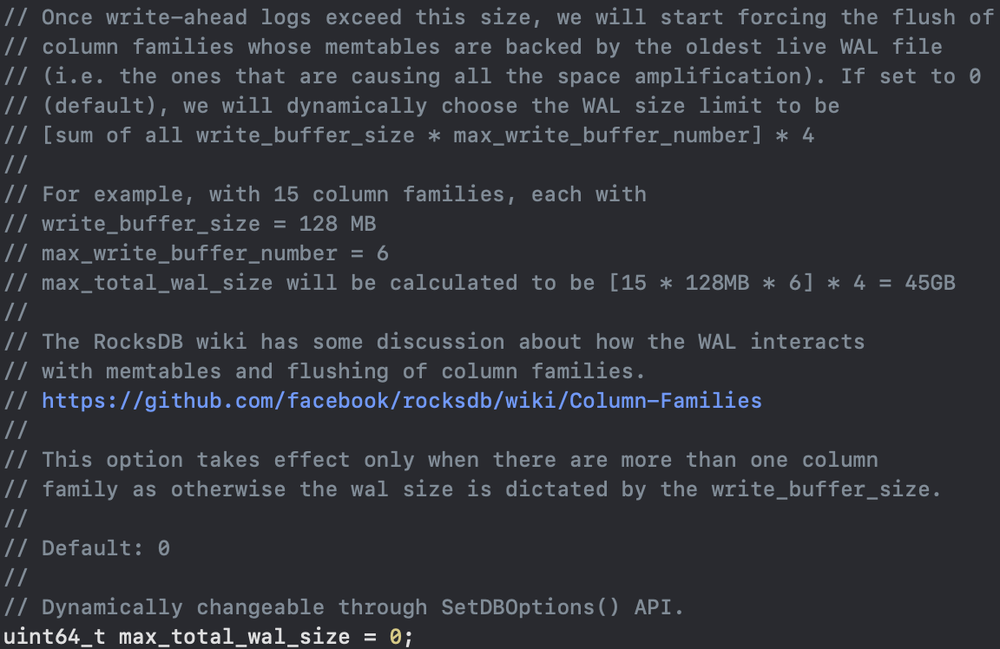 // Once write-ahead logs exceed this size, we will start forcing the flush of
// column families whose memtables are backed by the oldest live WAL file
// (i.e. the ones that are causing all the space amplification). If set to 0
// (default), we will dynamically choose the WAL size limit to be
// [sum of all write_buffer_size * max_write_buffer_number] * 4
//
// For example, with 15 column families, each with
// write_buffer_size = 128 MB
// max_write_buffer_number = 6
// max_total_wal_size will be calculated to be [15 * 128MB * 6] * 4 = 45GB
//
// The RocksDB wiki has some discussion about how the WAL interacts
// with memtables and flushing of column families.
// https://github.com/facebook/rocksdb/wiki/Column-Families
//
// This option takes effect only when there are more than one column
// family as otherwise the wal size is dictated by the write_buffer_size.
//
// Default: 0
//
// Dynamically changeable through SetDBOptions() API.
uint64_t max_total_wal_size = 0;